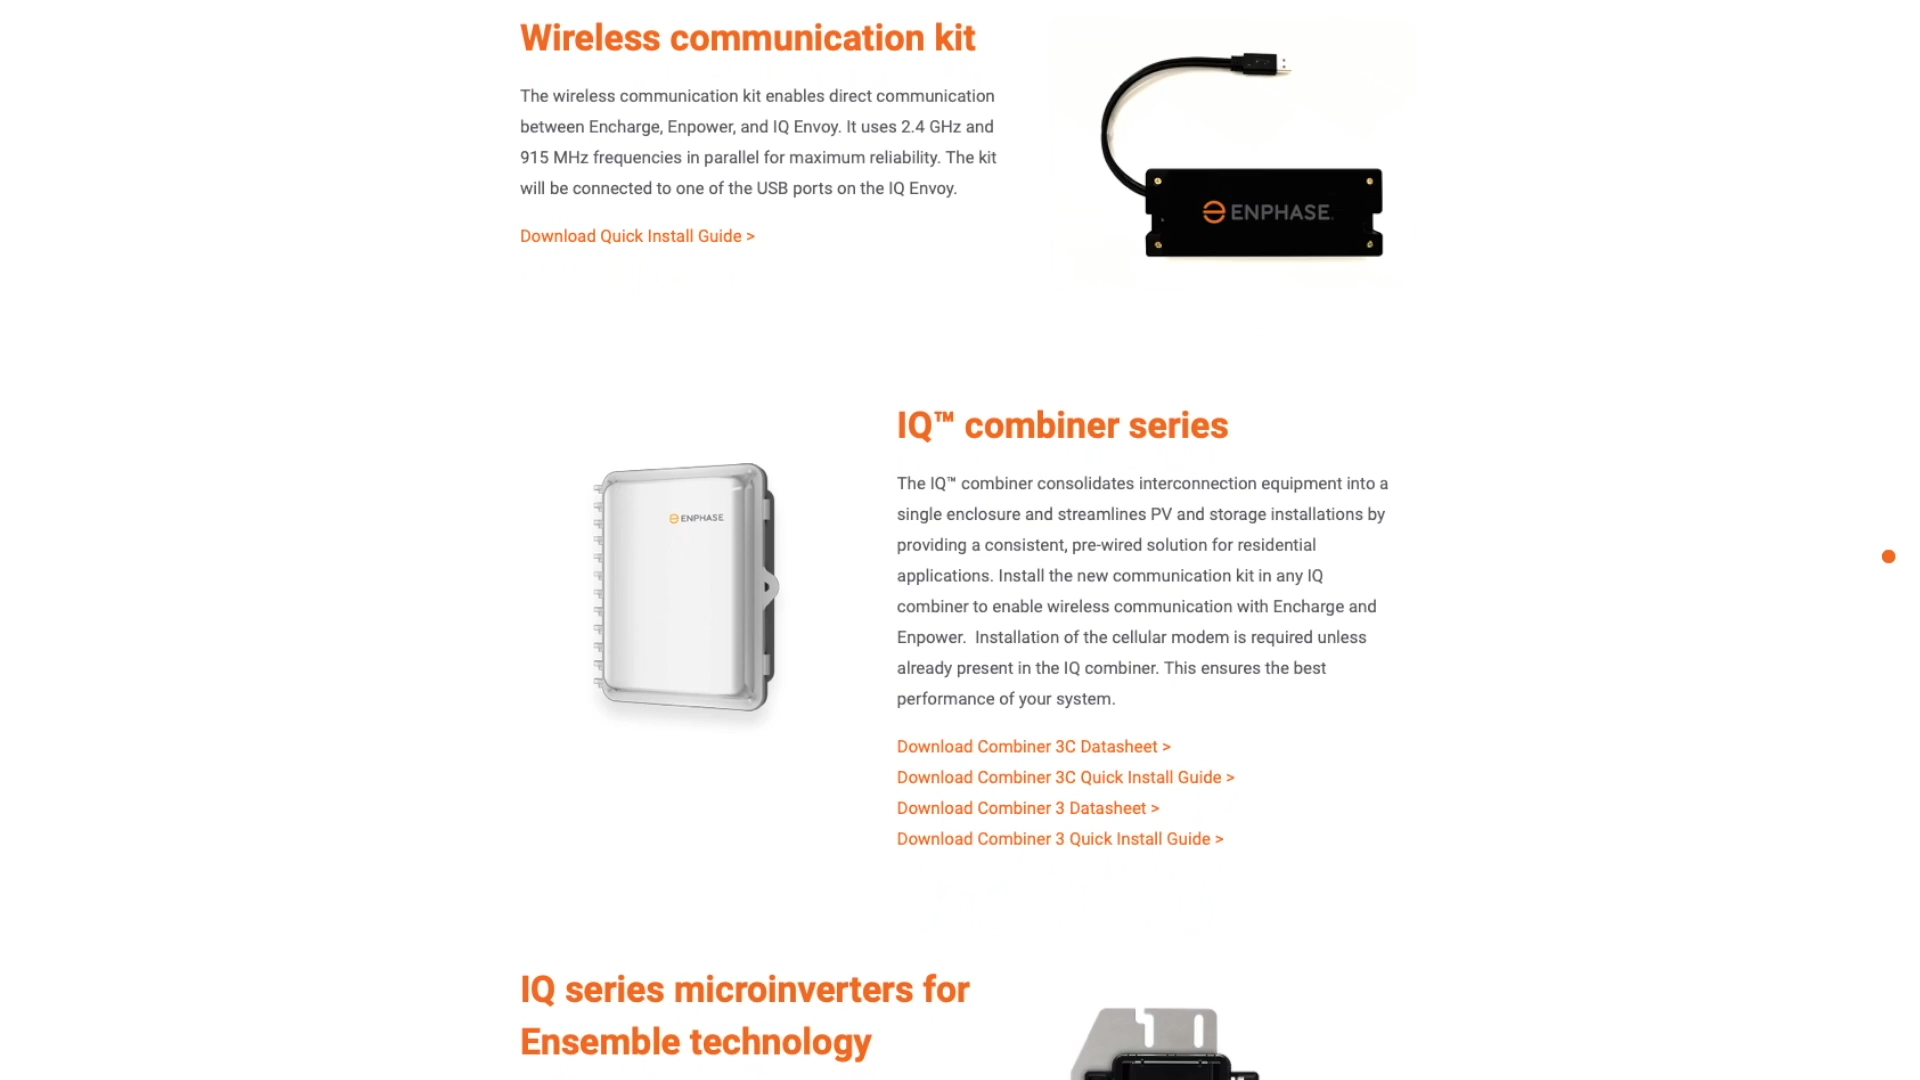 Wireless communication kit
The wireless communication kit enables direct communication
between Encharge, Enpower, and IQ Envoy. It uses 2.4 GHz and
915 MHz frequencies in parallel for maximum reliability. The kit
will be connected to one of the USB ports on the IQ Envoy.
Download Quick Install Guide >
ENPHASE
IQ™ combiner series
The IQ™ combiner consolidates interconnection equipment into a
single enclosure and streamlines PV and storage installations by
providing a consistent, pre-wired solution for residential
applications. Install the new communication kit in any IQ
combiner to enable wireless communication with Encharge and
Enpower.  Installation of the cellular modem is required unless
already present in the IQ combiner. This ensures the best
performance of your system.
ENPHASE
Download Combiner 3C Datasheet >
Download Combiner 3C Quick Install Guide >
Download Combiner 3 Datasheet >
Download Combiner 3 Quick Install Guide >
IQ series microinverters for
Ensemble technology